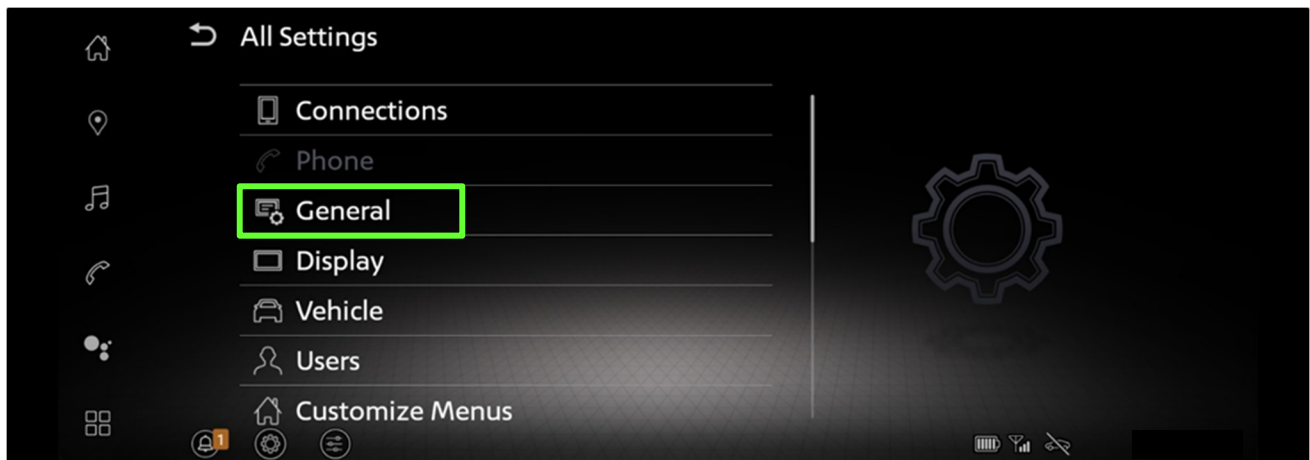 All Settings
Connections
Phone
General
Display
Vehicle
Users
Customize Menus
1